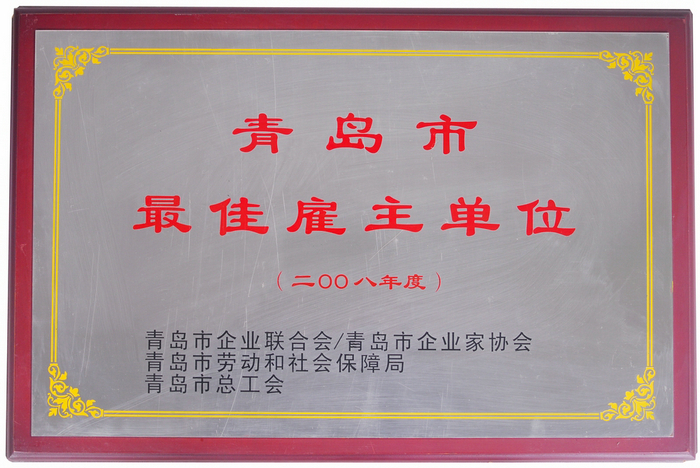 青岛市
最佳雇主单位
（二〇〇八年度）
青岛市企业联合会/青岛市企业家协会
青岛市劳动和社会保障局
青岛市总工会